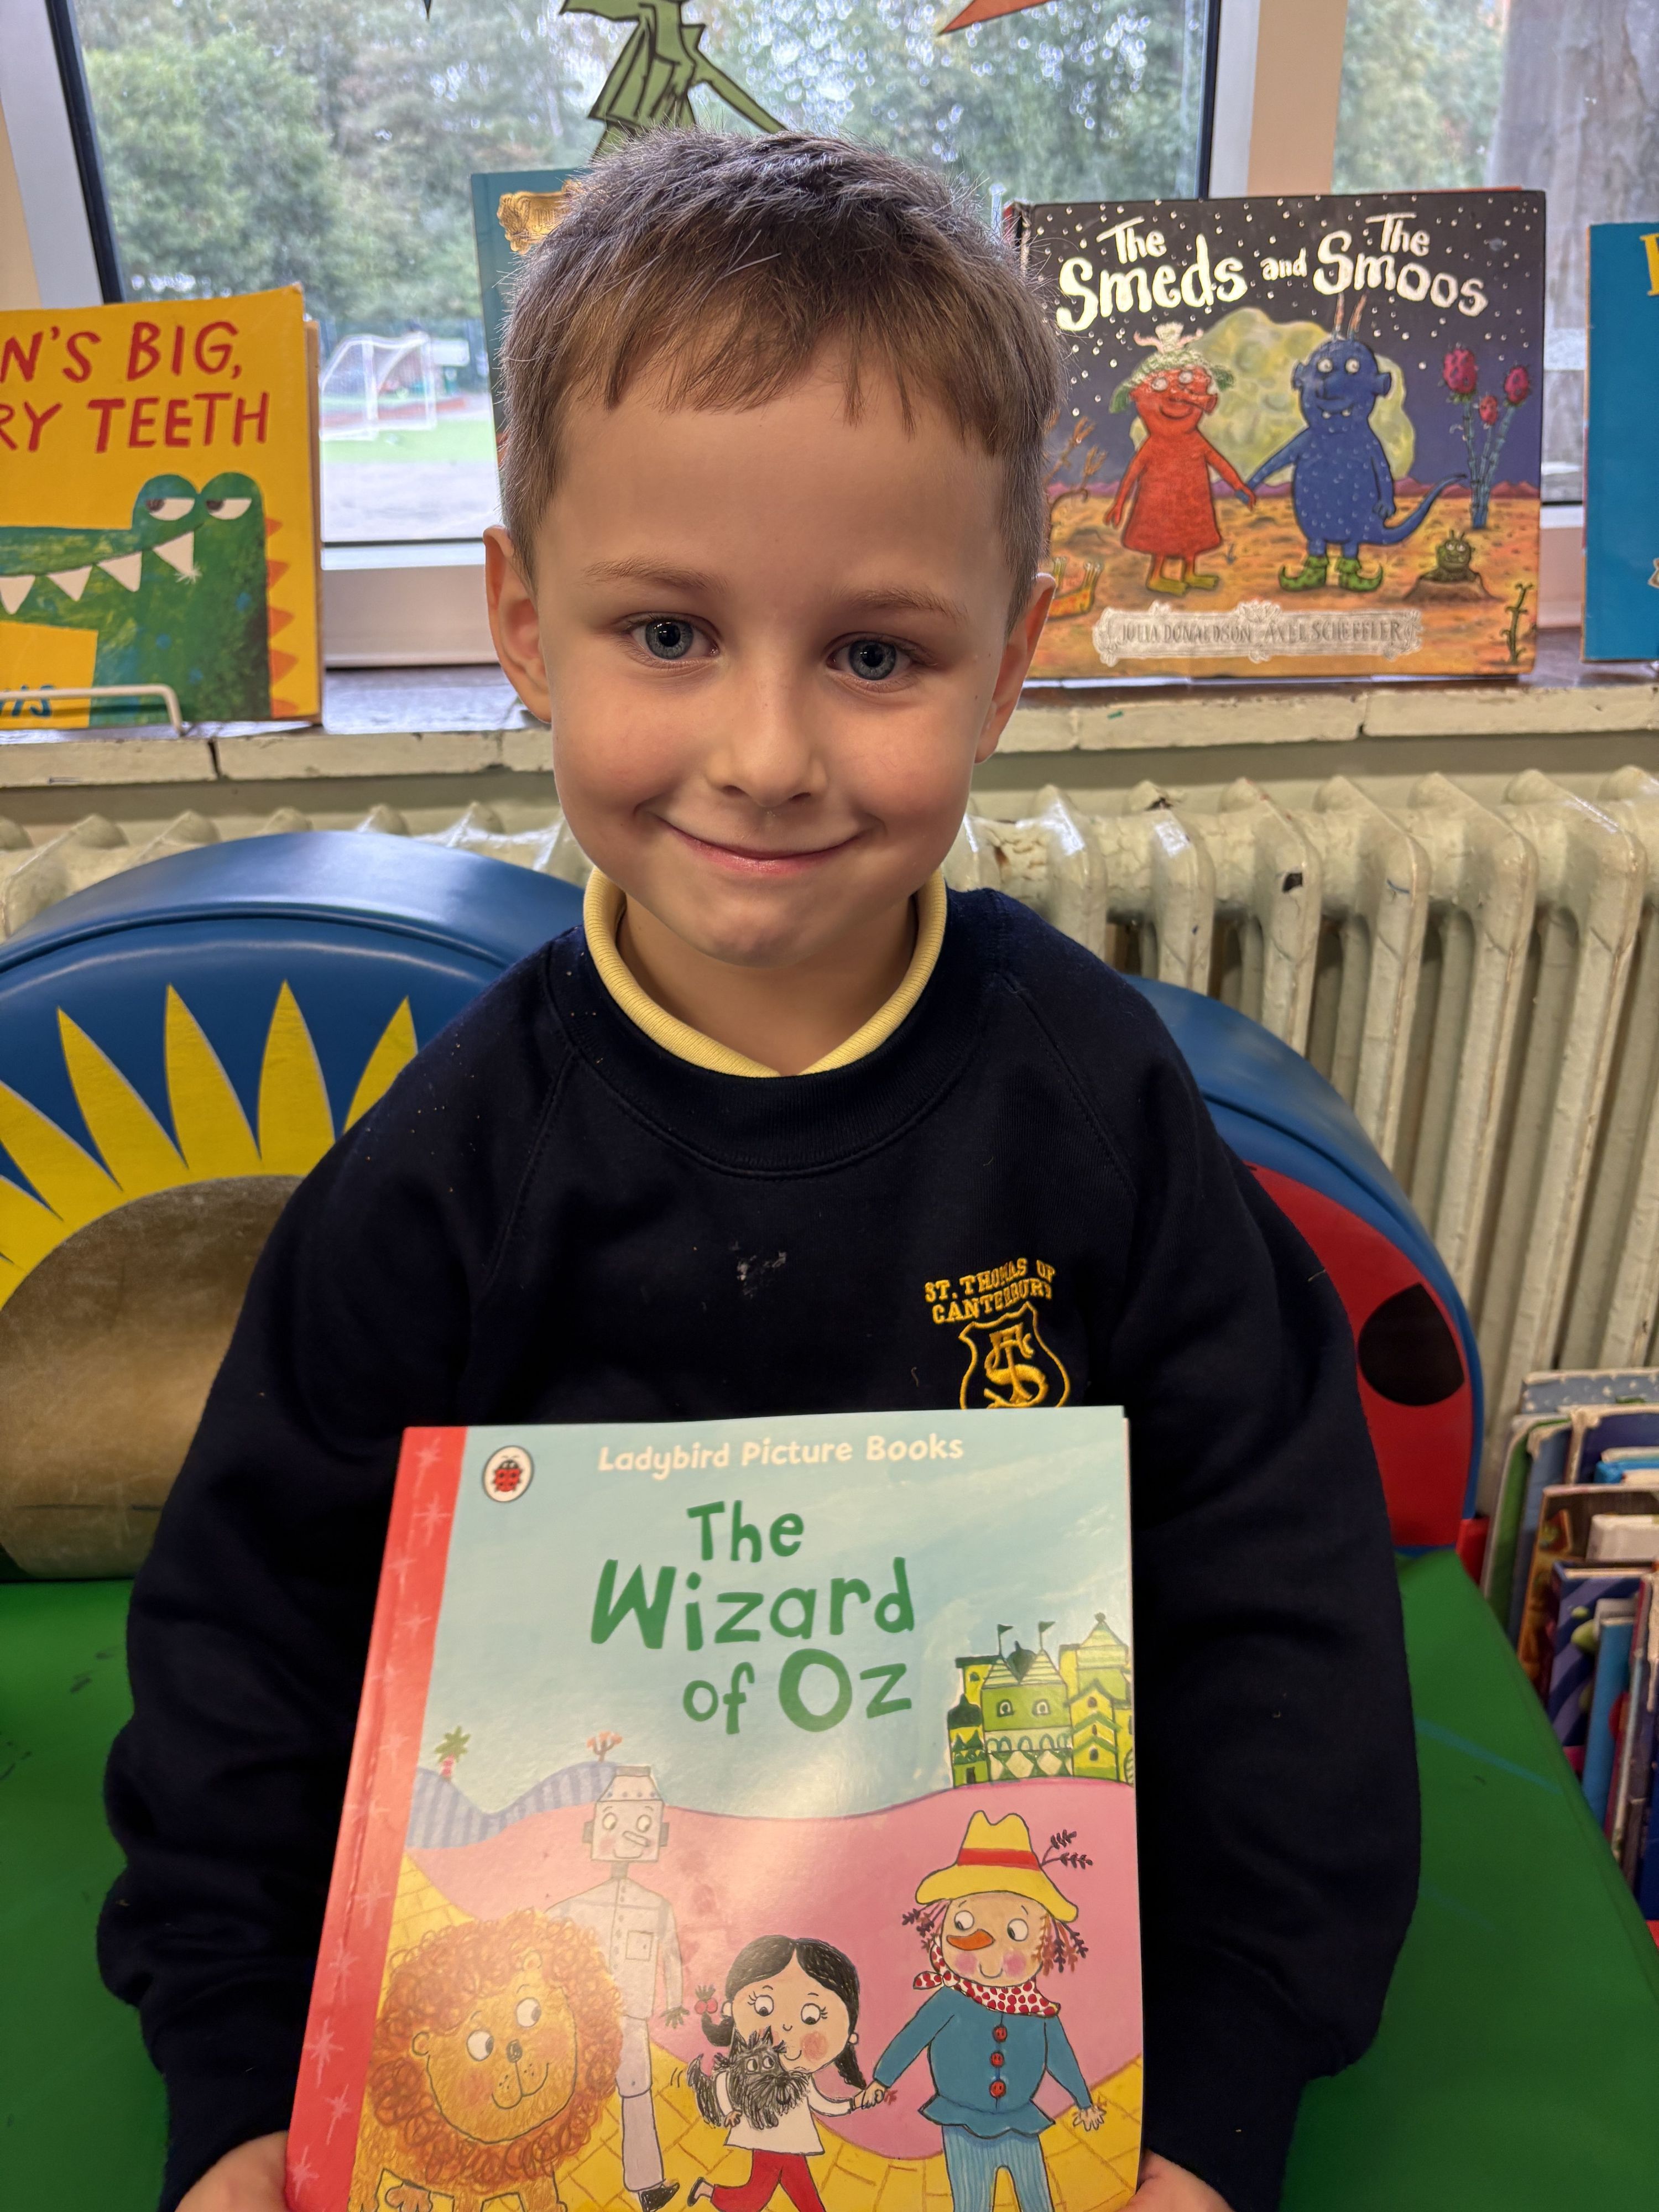 N'S BIG,
RY TEETH
The
Smeds and The
Smoos
JULIA DONALDSON AXEL SCHEFFLER
ST. THOMAS OF
CANTERBURY
Ladybird Picture Books
The
Wizard
of Oz